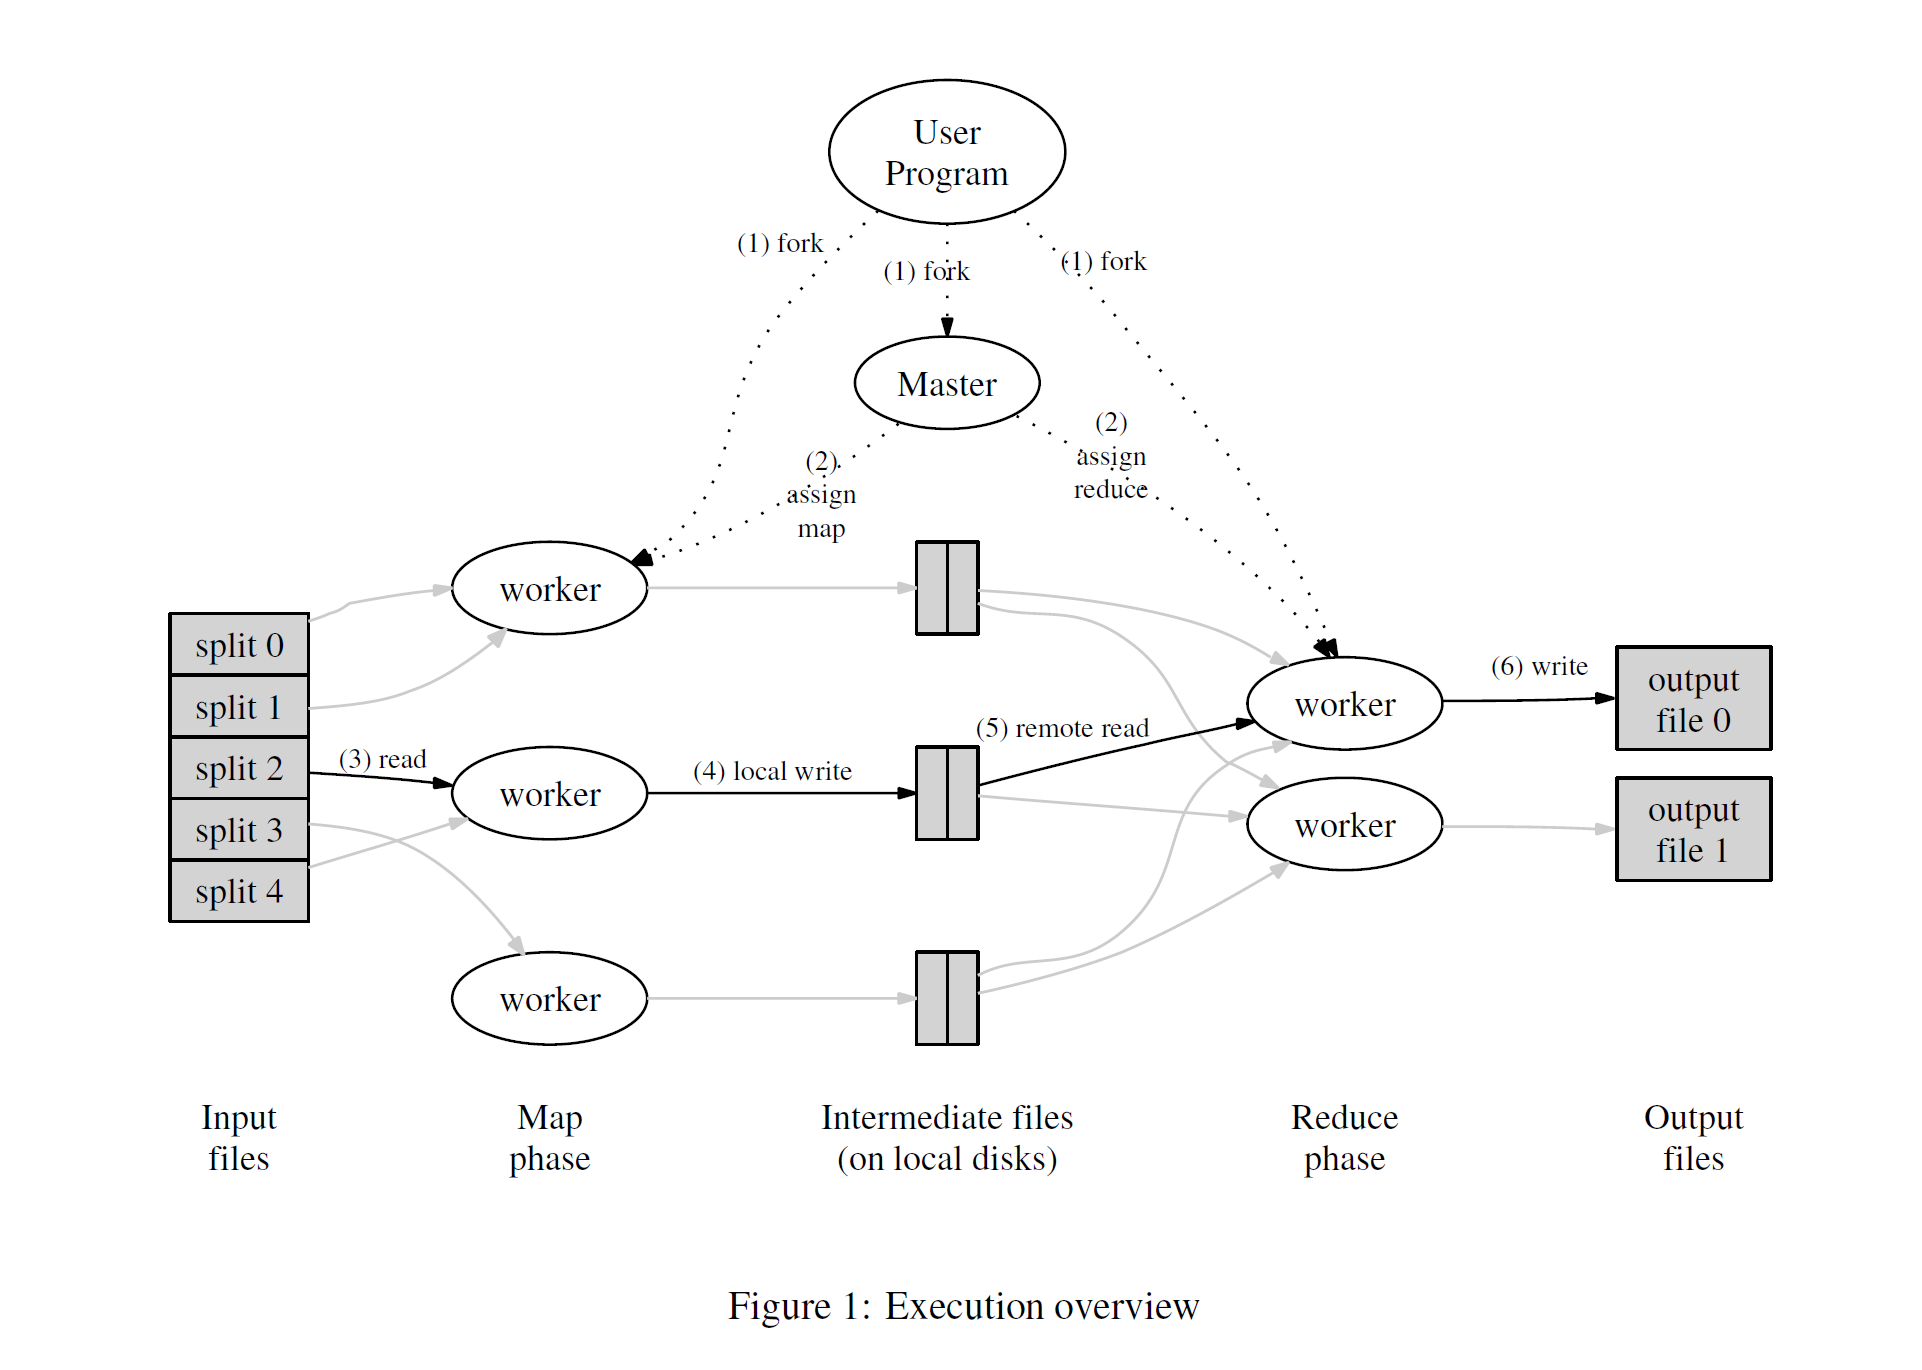 User
Program
(1) fork
(1) fork
(1) fork
Master
(2)
assign
map
(2)
assign
reduce
split 0
split 1
split 2
split 3
split 4
(3) read
worker
worker
worker
(4) local write
(5) remote read
worker
worker
(6) write
output
file 0
output
file 1
Input
files
Map
phase
Intermediate files
(on local disks)
Reduce
phase
Output
files
Figure 1: Execution overview